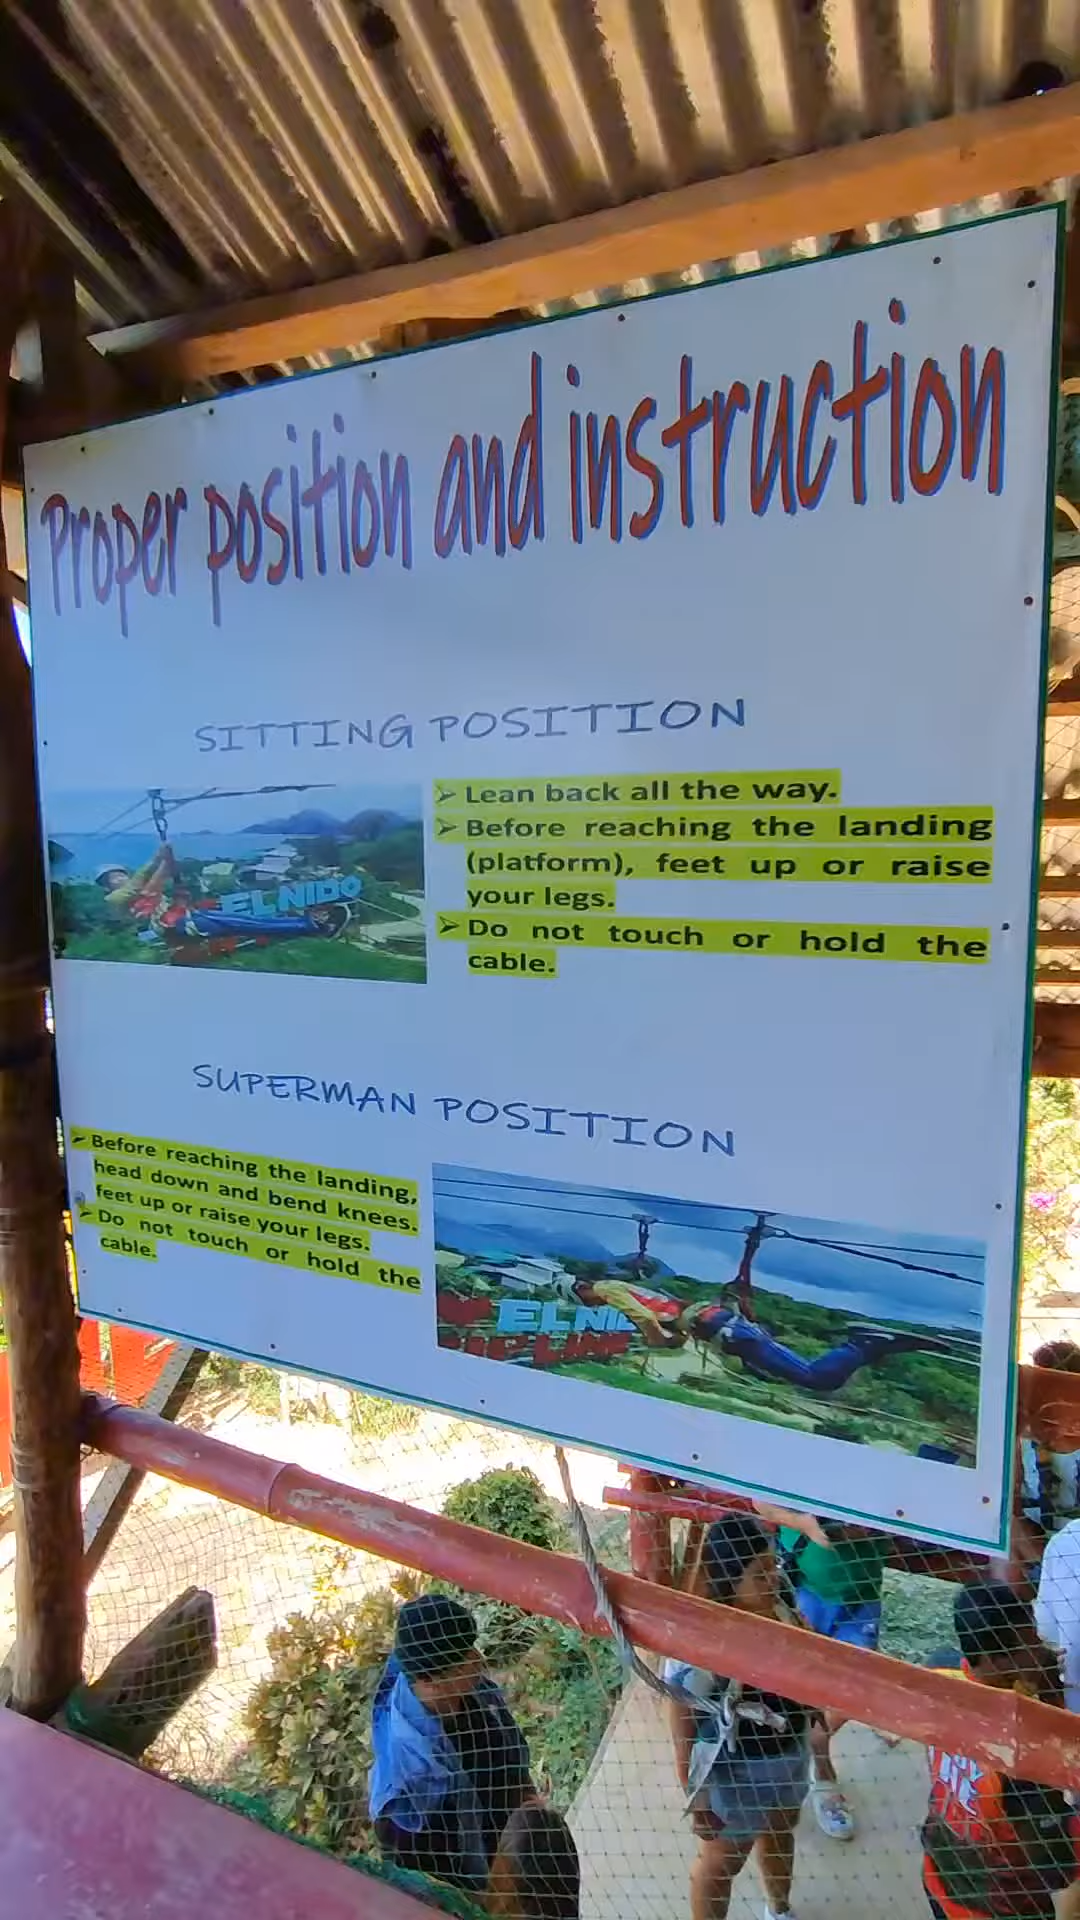 Proper position and instruction
SITTING POSITION
EL NIDO
➢ Lean back all the way.
➢ Before reaching the landing
(platform), feet up or raise
your legs.
➢ Do not touch or hold the
cable.
SUPERMAN POSITION
➢ Before reaching the landing,
head down and bend knees.
feet up or raise your legs.
➢ Do not touch or hold the
cable.
EL NID